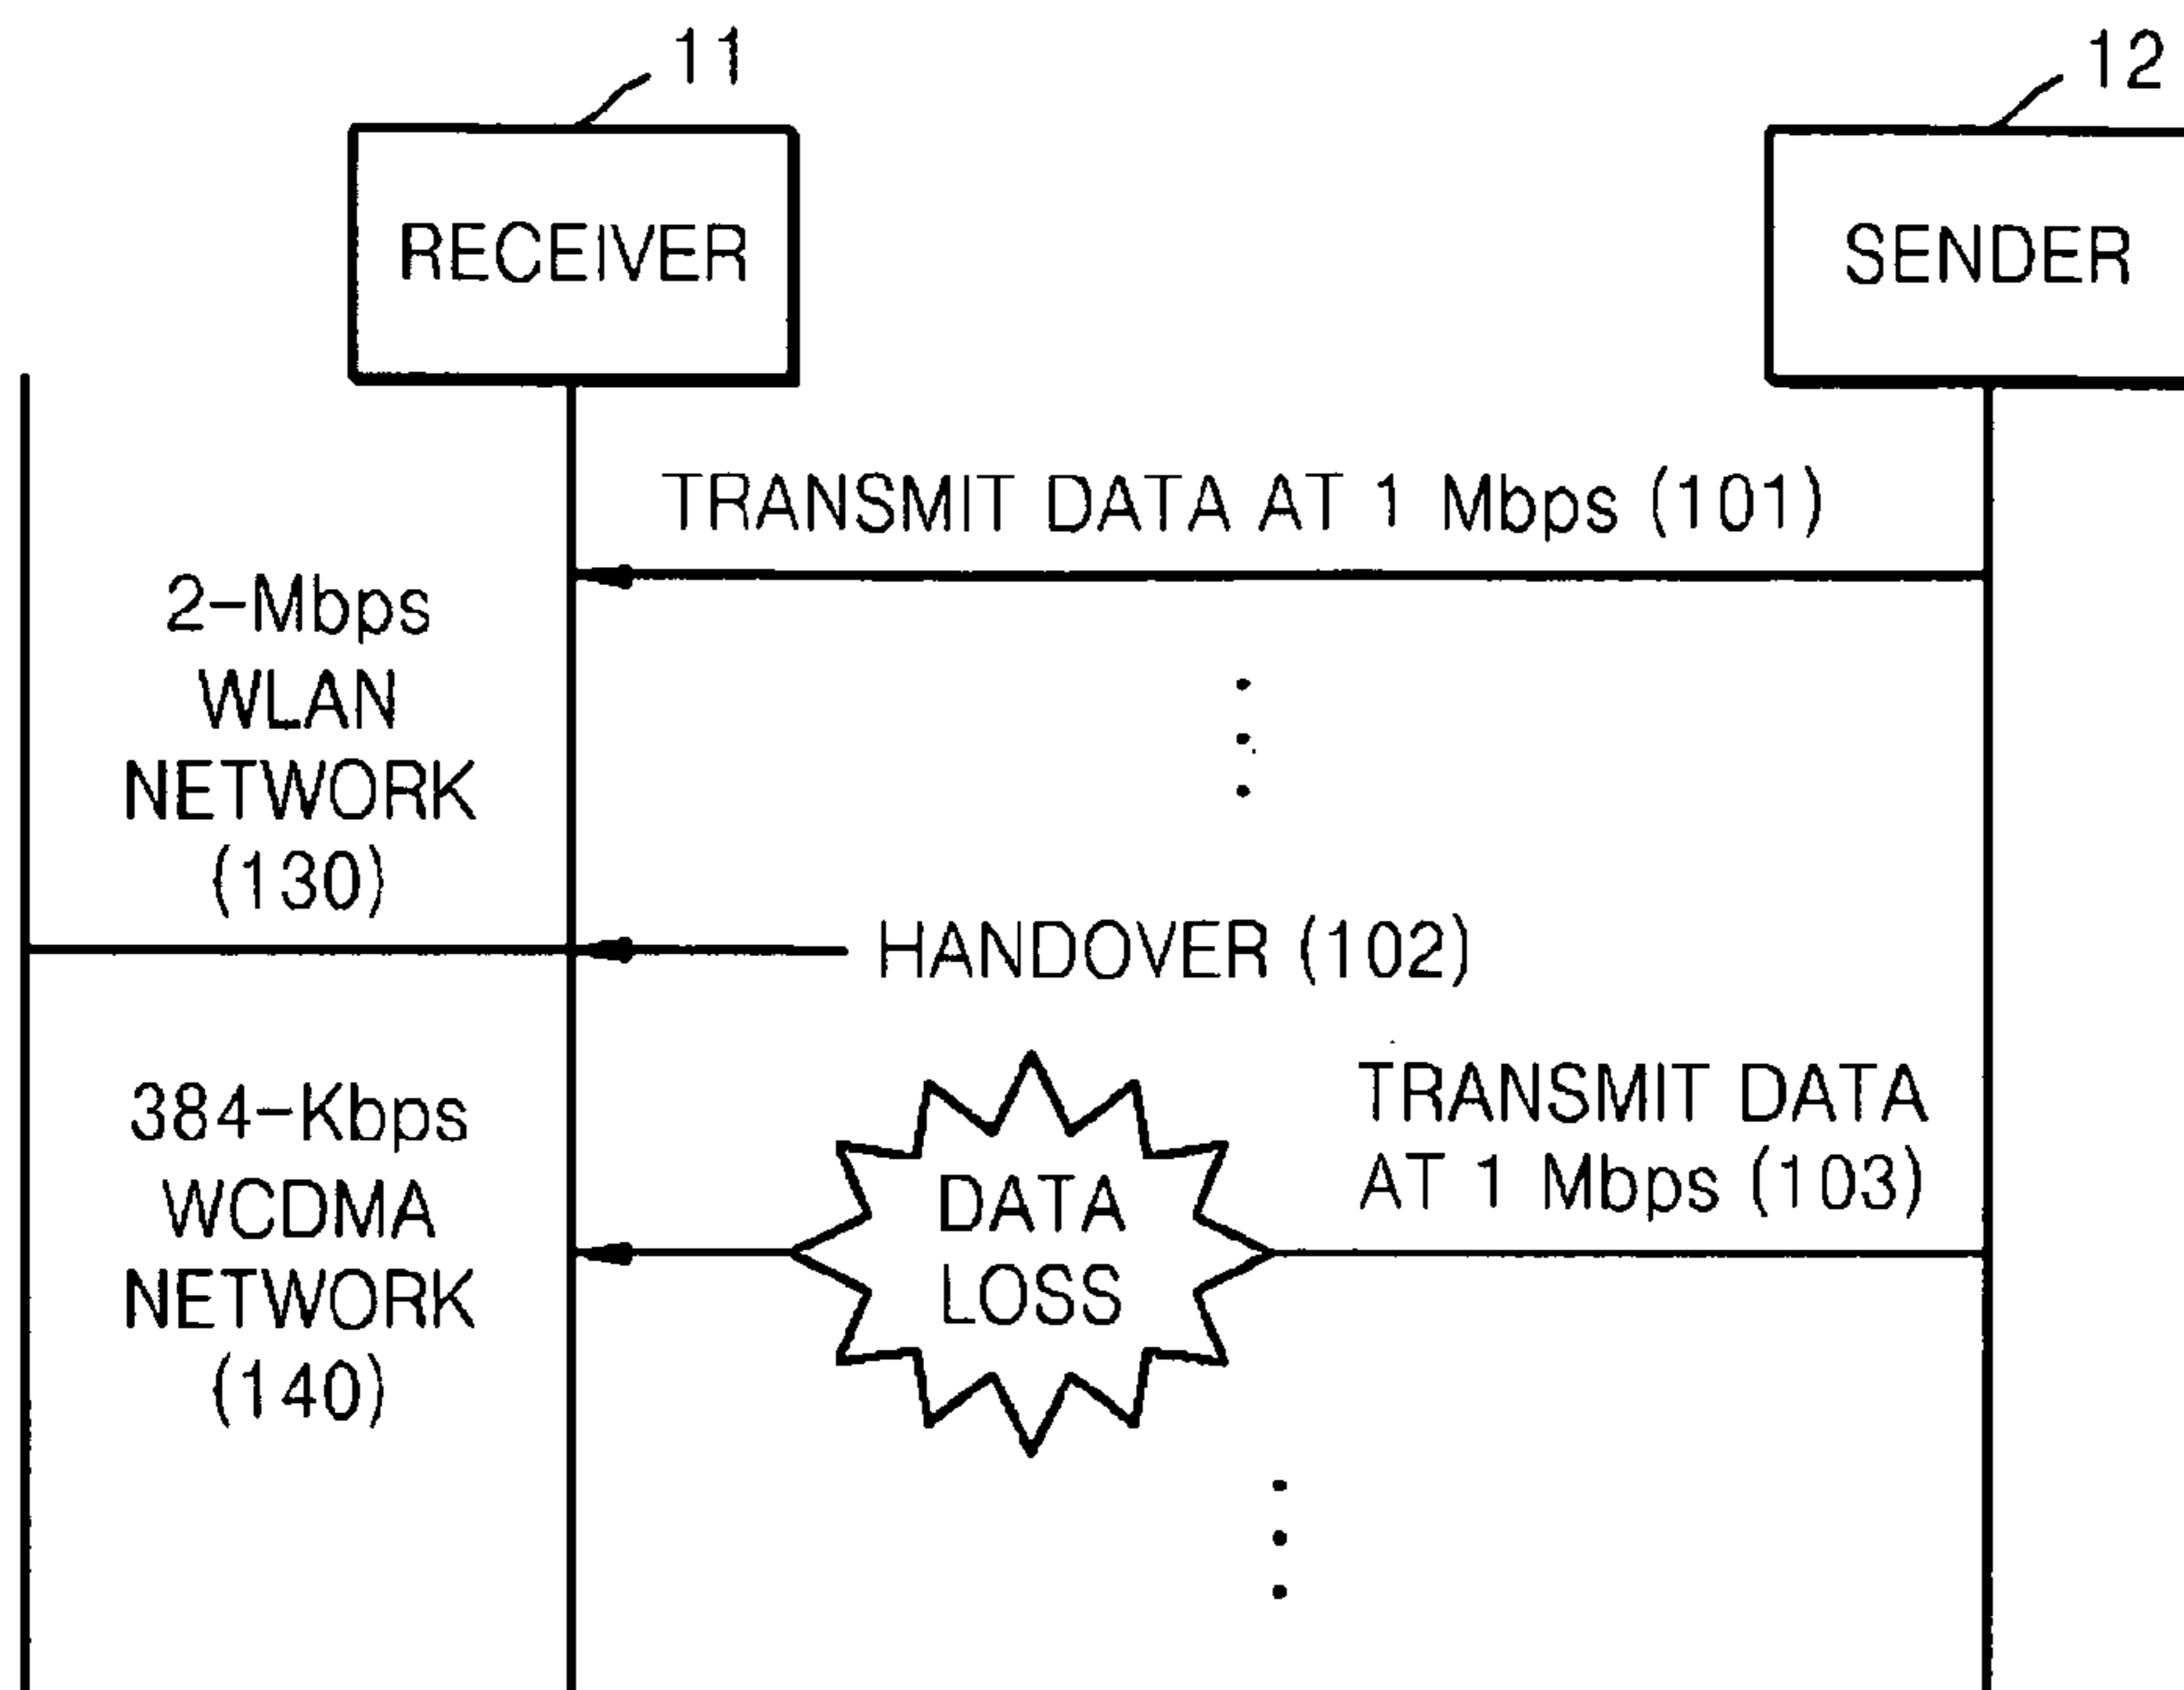 11
12
RECEIVER
SENDER
TRANSMIT DATA AT 1 Mbps (101)
2-Mbps
WLAN
NETWORK
(130)
HANDOVER (102)
384-Kbps
WCDMA
NETWORK
(140)
DATA
LOSS
TRANSMIT DATA
AT 1 Mbps (103)